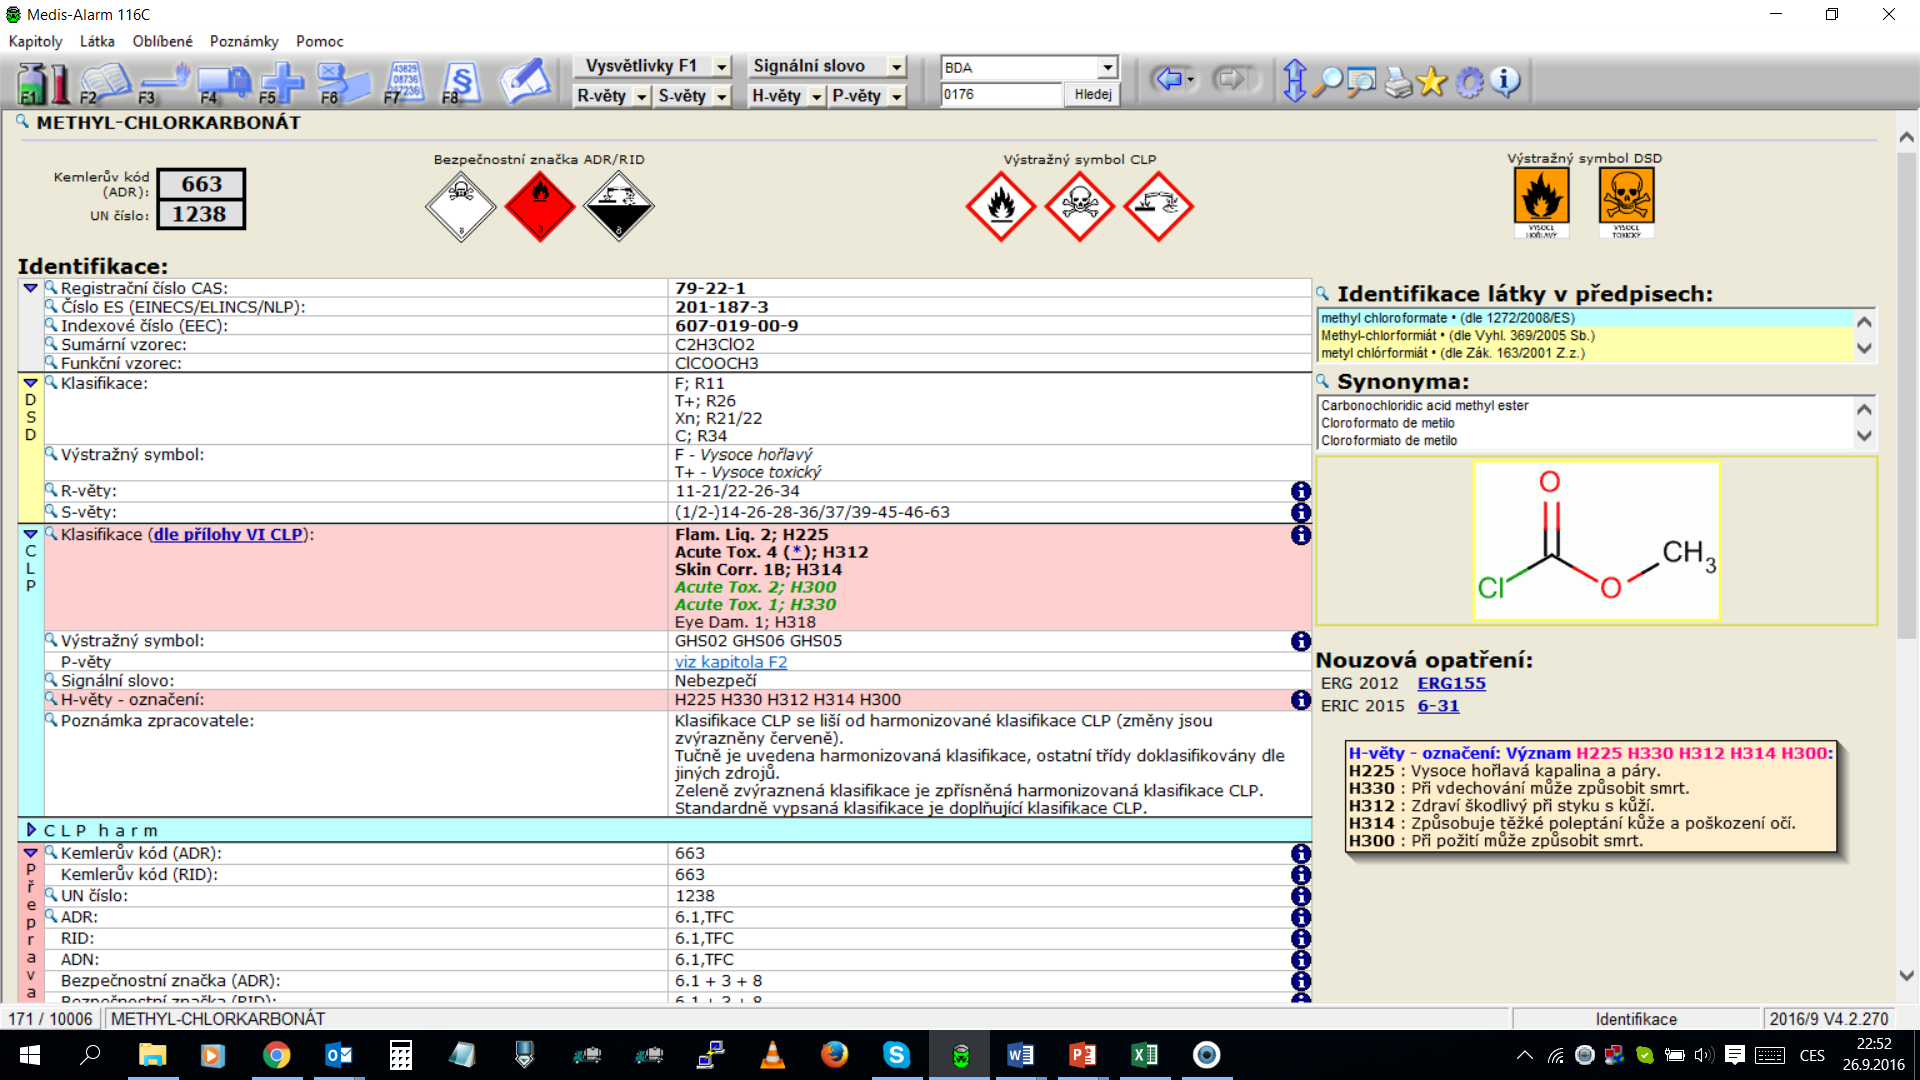 Medis-Alarm 116C
Kapitoly Látka Oblíbené Poznámky Pomoc
F1 F2 F3 F4 F5 F6 F7 F8
Vysvětlivky F1 Signální slovo BDA
R-věty S-věty H-věty P-věty 0176 Hledej
METHYL-CHLORKARBONÁT
Kemlerův kód (ADR): 663
UN číslo: 1238
Bezpečnostní značka ADR/RID
Výstražný symbol CLP
Výstražný symbol DSD
VYSOCE HOŘLAVÝ
VYSOCE TOXICKÝ
Identifikace:
Registrační číslo CAS: 79-22-1
Číslo ES (EINECS/ELINCS/NLP): 201-187-3
Indexové číslo (EEC): 607-019-00-9
Sumární vzorec: C2H3ClO2
Funkční vzorec: ClCOOCH3
DSD
Klasifikace: F; R11
T+; R26
Xn; R21/22
C; R34
Výstražný symbol: F - Vysoce hořlavý
T+ - Vysoce toxický
R-věty: 11-21/22-26-34
S-věty: (1/2-)14-26-28-36/37/39-45-46-63
CLP
Klasifikace (dle přílohy VI CLP): Flam. Liq. 2; H225
Acute Tox. 4 (*); H312
Skin Corr. 1B; H314
Acute Tox. 2; H300
Acute Tox. 1; H330
Eye Dam. 1; H318
Výstražný symbol: GHS02 GHS06 GHS05
P-věty viz kapitola F2
Signální slovo: Nebezpečí
H-věty - označení: H225 H330 H312 H314 H300
Poznámka zpracovatele: Klasifikace CLP se liší od harmonizované klasifikace CLP (změny jsou
zvýrazněny červeně).
Tučně je uvedena harmonizovaná klasifikace, ostatní třídy doklasifikovány dle
jiných zdrojů.
Zeleně zvýrazněná klasifikace je zpřísněná harmonizovaná klasifikace CLP.
Standardně vypsaná klasifikace je doplňující klasifikace CLP.
CLP harm
Přeprava
Kemlerův kód (ADR): 663
Kemlerův kód (RID): 663
UN číslo: 1238
ADR: 6.1,TFC
RID: 6.1,TFC
ADN: 6.1,TFC
Bezpečnostní značka (ADR): 6.1 + 3 + 8
Bezpečnostní značka (RID): 6.1 + 3 + 8
Identifikace látky v předpisech:
methyl chloroformate • (dle 1272/2008/ES)
Methyl-chlorformiát • (dle Vyhl. 369/2005 Sb.)
metyl chlórformiát • (dle Zák. 163/2001 Z.z.)
Synonyma:
Carbonochloridic acid methyl ester
Cloroformato de metilo
Cloroformiato de metilo
O
Cl O CH3
Nouzová opatření:
ERG 2012 ERG155
ERIC 2015 6-31
H-věty - označení: Význam H225 H330 H312 H314 H300:
H225 : Vysoce hořlavá kapalina a páry.
H330 : Při vdechování může způsobit smrt.
H312 : Zdraví škodlivý při styku s kůží.
H314 : Způsobuje těžké poleptání kůže a poškození očí.
H300 : Při požití může způsobit smrt.
171 / 10006 METHYL-CHLORKARBONÁT Identifikace 2016/9 V4.2.270
CES 22:52
26.9.2016